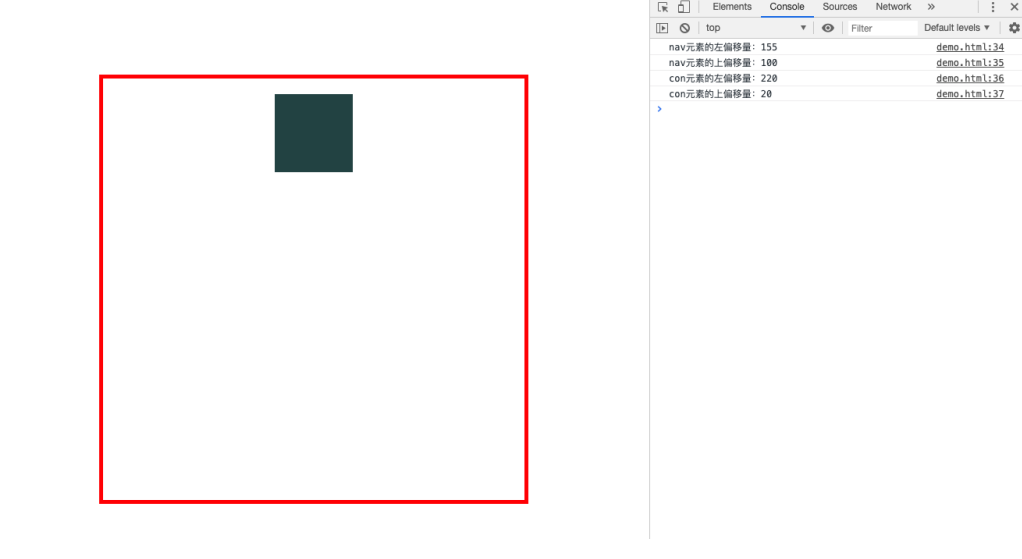 Elements Console Sources Network »
top Filter Default levels
nav元素的左偏移量：155 demo.html:34
nav元素的上偏移量：100 demo.html:35
con元素的左偏移量：220 demo.html:36
con元素的上偏移量：20 demo.html:37